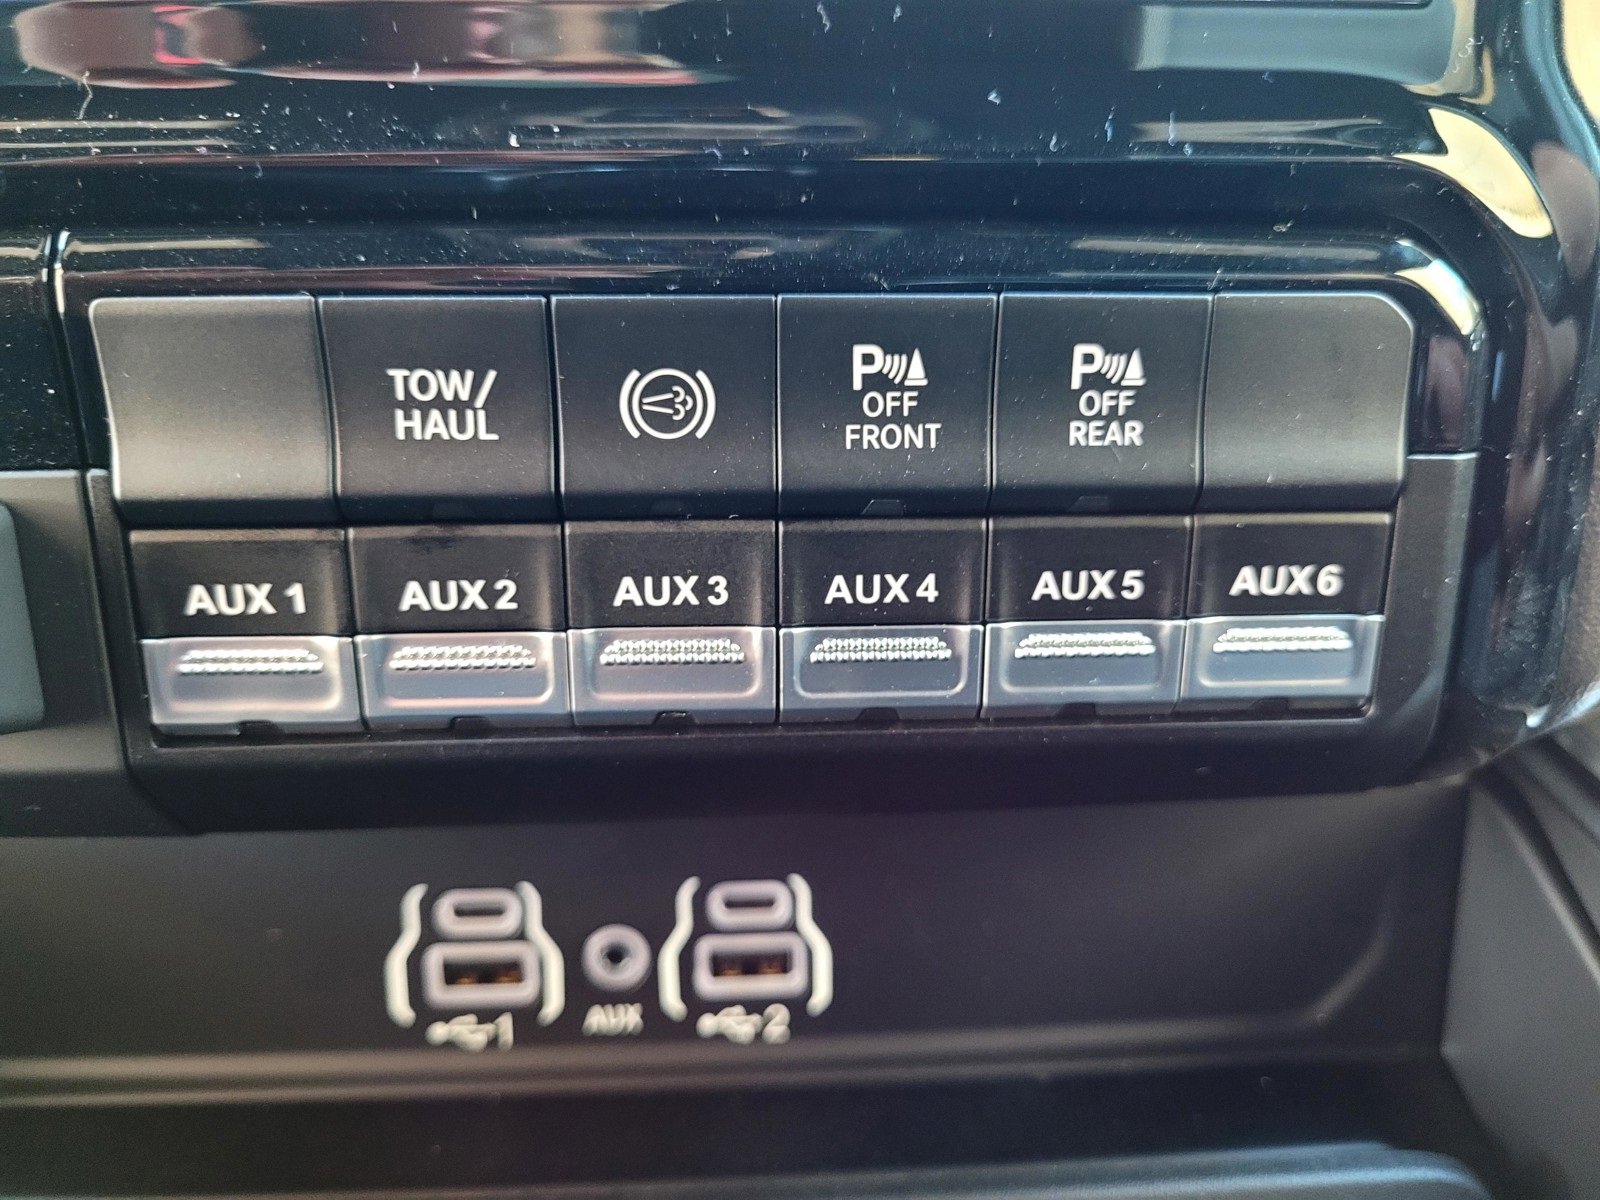 TOW/
HAUL
P
OFF
FRONT
P
OFF
REAR
AUX 1
AUX 2
AUX 3
AUX 4
AUX 5
AUX 6
1
AUX
2